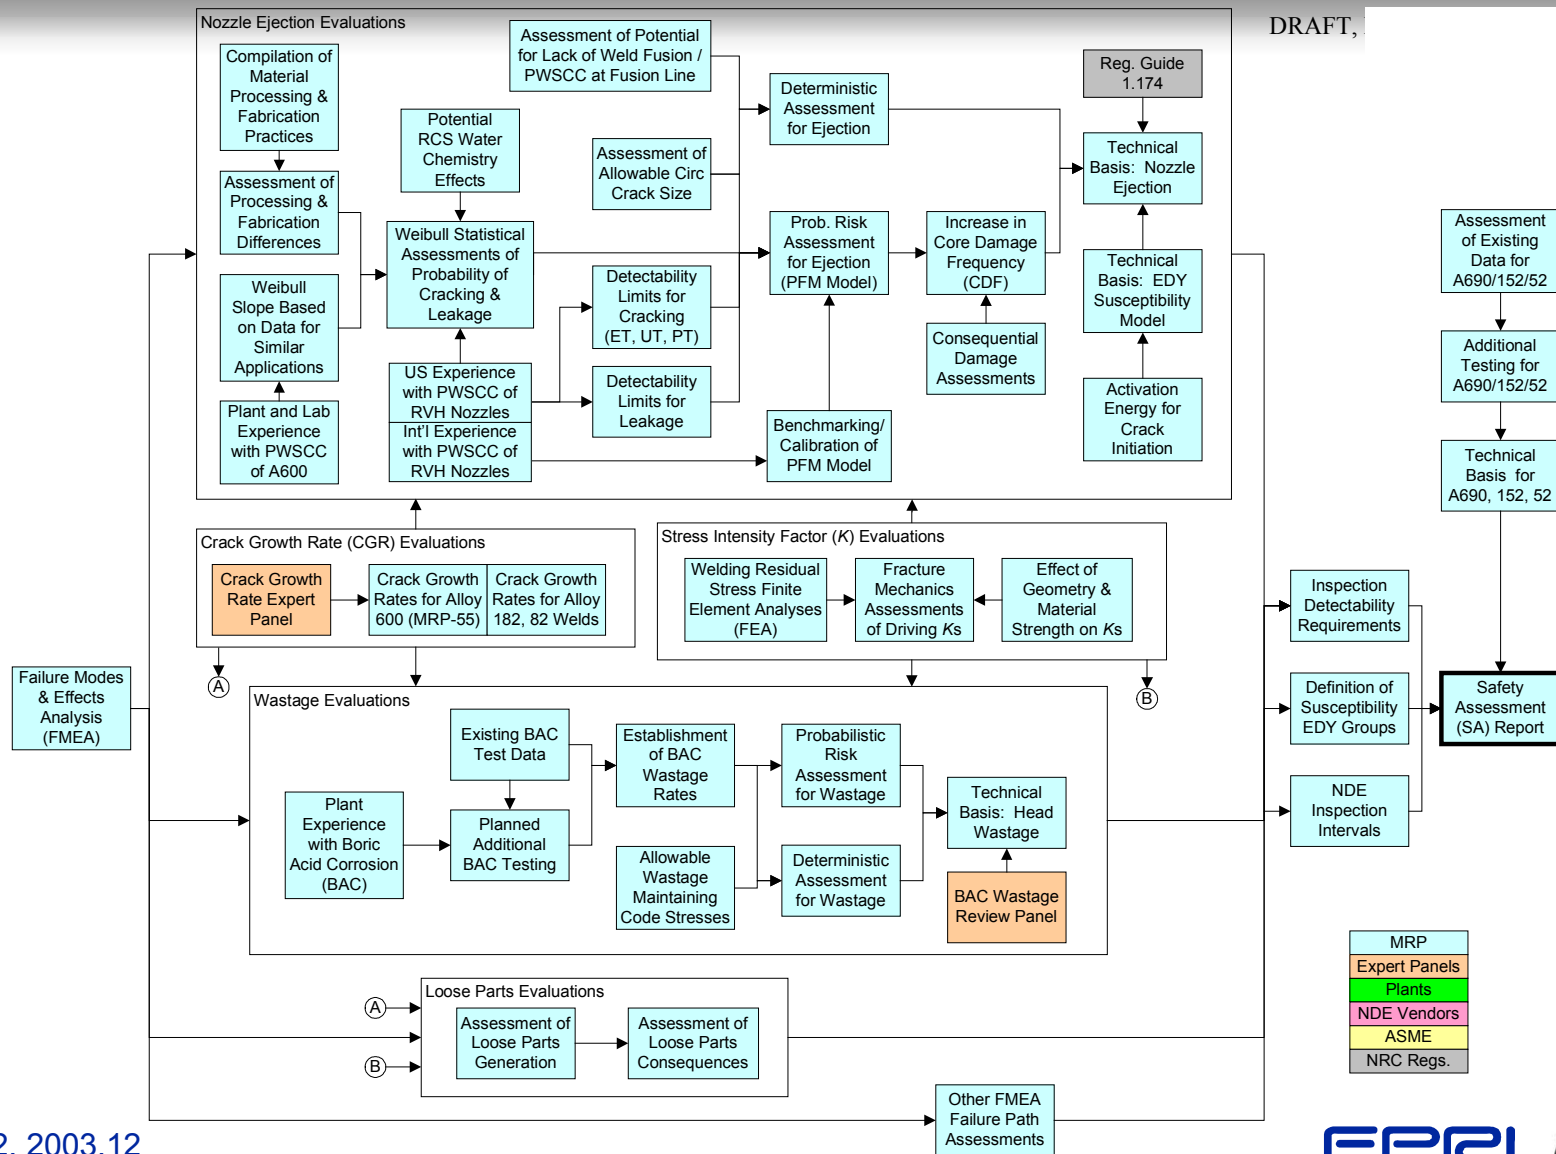 DRAFT,
Nozzle Ejection Evaluations
Compilation of
Material
Processing &
Fabrication
Practices
Assessment of
Processing &
Fabrication
Differences
Weibull
Slope Based
on Data for
Similar
Applications
Plant and Lab
Experience
with PWSCC
of A600
Potential
RCS Water
Chemistry
Effects
Weibull Statistical
Assessments of
Probability of
Cracking &
Leakage
US Experience
with PWSCC of
RVH Nozzles
Int'l Experience
with PWSCC of
RVH Nozzles
Assessment of Potential
for Lack of Weld Fusion /
PWSCC at Fusion Line
Assessment of
Allowable Circ
Crack Size
Detectability
Limits for
Cracking
(ET, UT, PT)
Detectability
Limits for
Leakage
Deterministic
Assessment
for Ejection
Prob. Risk
Assessment
for Ejection
(PFM Model)
Benchmarking/
Calibration of
PFM Model
Increase in
Core Damage
Frequency
(CDF)
Consequential
Damage
Assessments
Reg. Guide
1.174
Technical
Basis: Nozzle
Ejection
Technical
Basis: EDY
Susceptibility
Model
Activation
Energy for
Crack
Initiation
Assessment
of Existing
Data for
A690/152/52
Additional
Testing for
A690/152/52
Technical
Basis for
A690, 152, 52
Crack Growth Rate (CGR) Evaluations
Crack Growth
Rate Expert
Panel
Crack Growth
Rates for Alloy
600 (MRP-55)
Crack Growth
Rates for Alloy
182, 82 Welds
A
Stress Intensity Factor (K) Evaluations
Welding Residual
Stress Finite
Element Analyses
(FEA)
Fracture
Mechanics
Assessments
of Driving Ks
Effect of
Geometry &
Material
Strength on Ks
B
Failure Modes
& Effects
Analysis
(FMEA)
Wastage Evaluations
Plant
Experience
with Boric
Acid Corrosion
(BAC)
Existing BAC
Test Data
Planned
Additional
BAC Testing
Establishment
of BAC
Wastage
Rates
Allowable
Wastage
Maintaining
Code Stresses
Probabilistic
Risk
Assessment
for Wastage
Deterministic
Assessment
for Wastage
Technical
Basis: Head
Wastage
BAC Wastage
Review Panel
Inspection
Detectability
Requirements
Definition of
Susceptibility
EDY Groups
NDE
Inspection
Intervals
Safety
Assessment
(SA) Report
Loose Parts Evaluations
A
B
Assessment of
Loose Parts
Generation
Assessment of
Loose Parts
Consequences
Other FMEA
Failure Path
Assessments
MRP
Expert Panels
Plants
NDE Vendors
ASME
NRC Regs.
2, 2003.12
EPRI